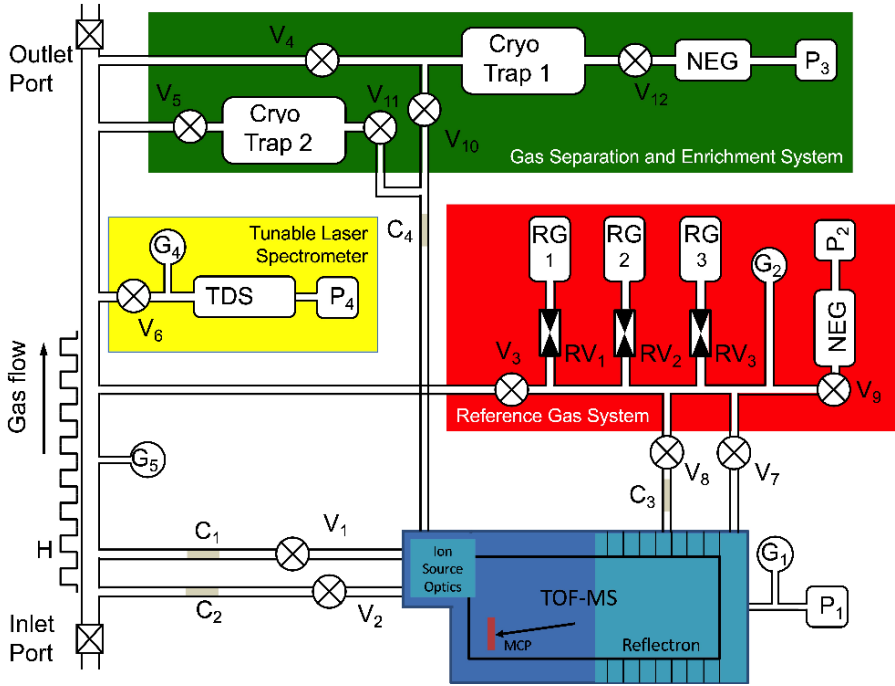 Outlet
Port
V4
Cryo
Trap 1
V12
NEG
P3
V5
Cryo
Trap 2
V11
V10
Gas Separation and Enrichment System
C4
Tunable Laser
Spectrometer
G4
TDS
P4
V6
RG
1
RG
2
RG
3
G2
P2
NEG
V3
RV1
RV2
RV3
V9
Reference Gas System
Gas flow
G5
V8
V7
C3
H
C1
V1
C2
V2
Ion
Source
Optics
TOF-MS
MCP
Reflectron
G1
P1
Inlet
Port